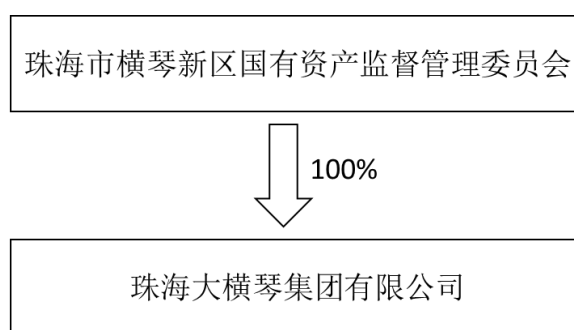 珠海市横琴新区国有资产监督管理委员会
100%
珠海大横琴集团有限公司